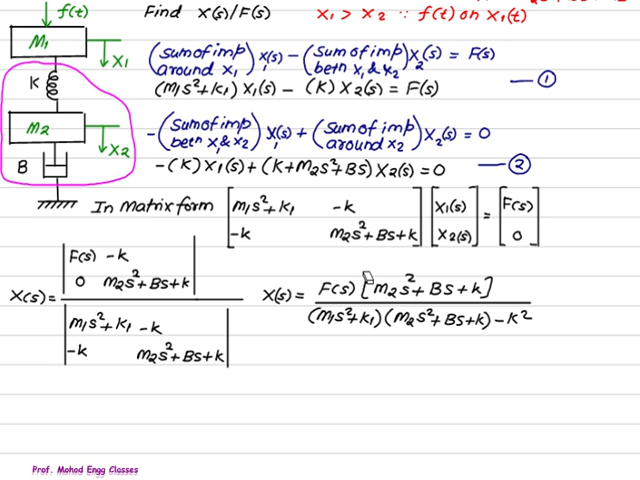 f(t) Find X(s)/F(s) X1 > X2 ∵ f(t) on X1(t)
M1 X1 (Sum of imp around x1) X1(s) - (Sum of imp betn x1 & x2) X2(s) = F(s)
K (M1s²+K1) X1(s) - (K) X2(s) = F(s) — ①
M2 X2 -(Sum of imp betn x1 & x2) X1(s) + (Sum of imp around x2) X2(s) = 0
B -(K) X1(s) + (K+M2s²+BS) X2(s) = 0 — ②
In Matrix form [M1s²+K1 -k] [X1(s)] = [F(s)]
[-k M2s²+BS+k] [X2(s)] [0]
|F(s) -k|
|0 M2s²+BS+k|
X(s) =
|M1s²+K1 -k|
|-k M2s²+BS+k|
X(s) = F(s) [M2s²+BS+k]
(M1s²+K1) (M2s²+BS+k) - K²
Prof. Mohod Engg Classes